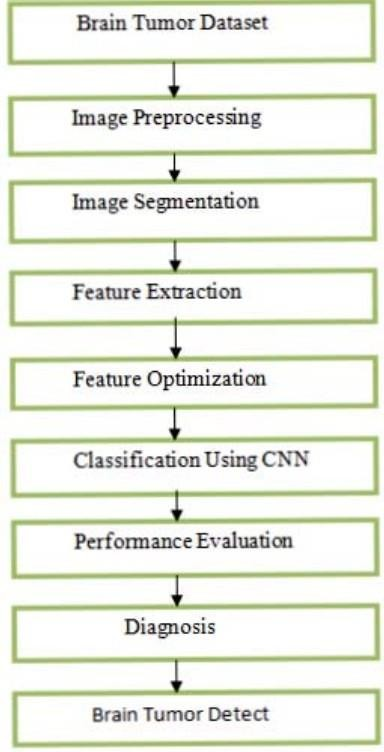 Brain Tumor Dataset
Image Preprocessing
Image Segmentation
Feature Extraction
Feature Optimization
Classification Using CNN
Performance Evaluation
Diagnosis
Brain Tumor Detect